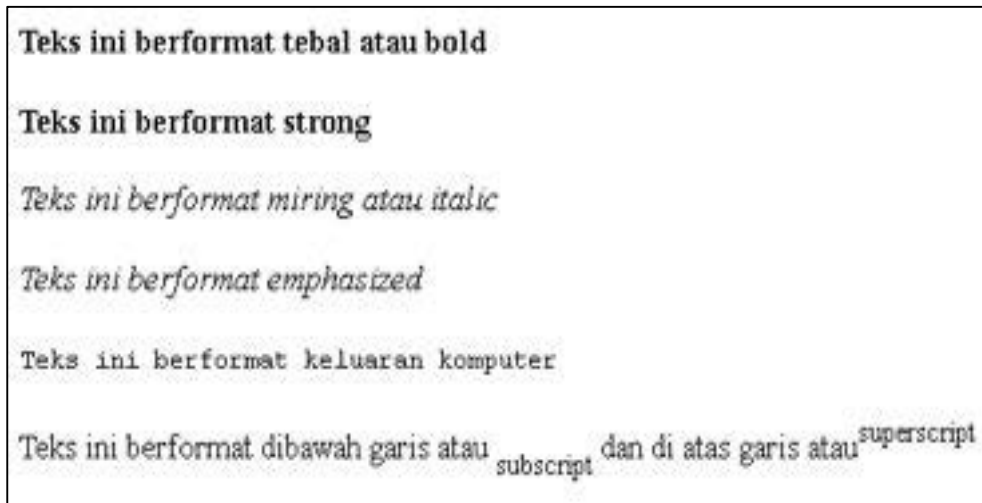 Teks ini berformat tebal atau bold
Teks ini berformat strong
Teks ini berformat miring atau italic
Teks ini berformat emphasized
Teks ini berformat keluaran komputer
Teks ini berformat dibawah garis atau subscript dan di atas garis atau superscript